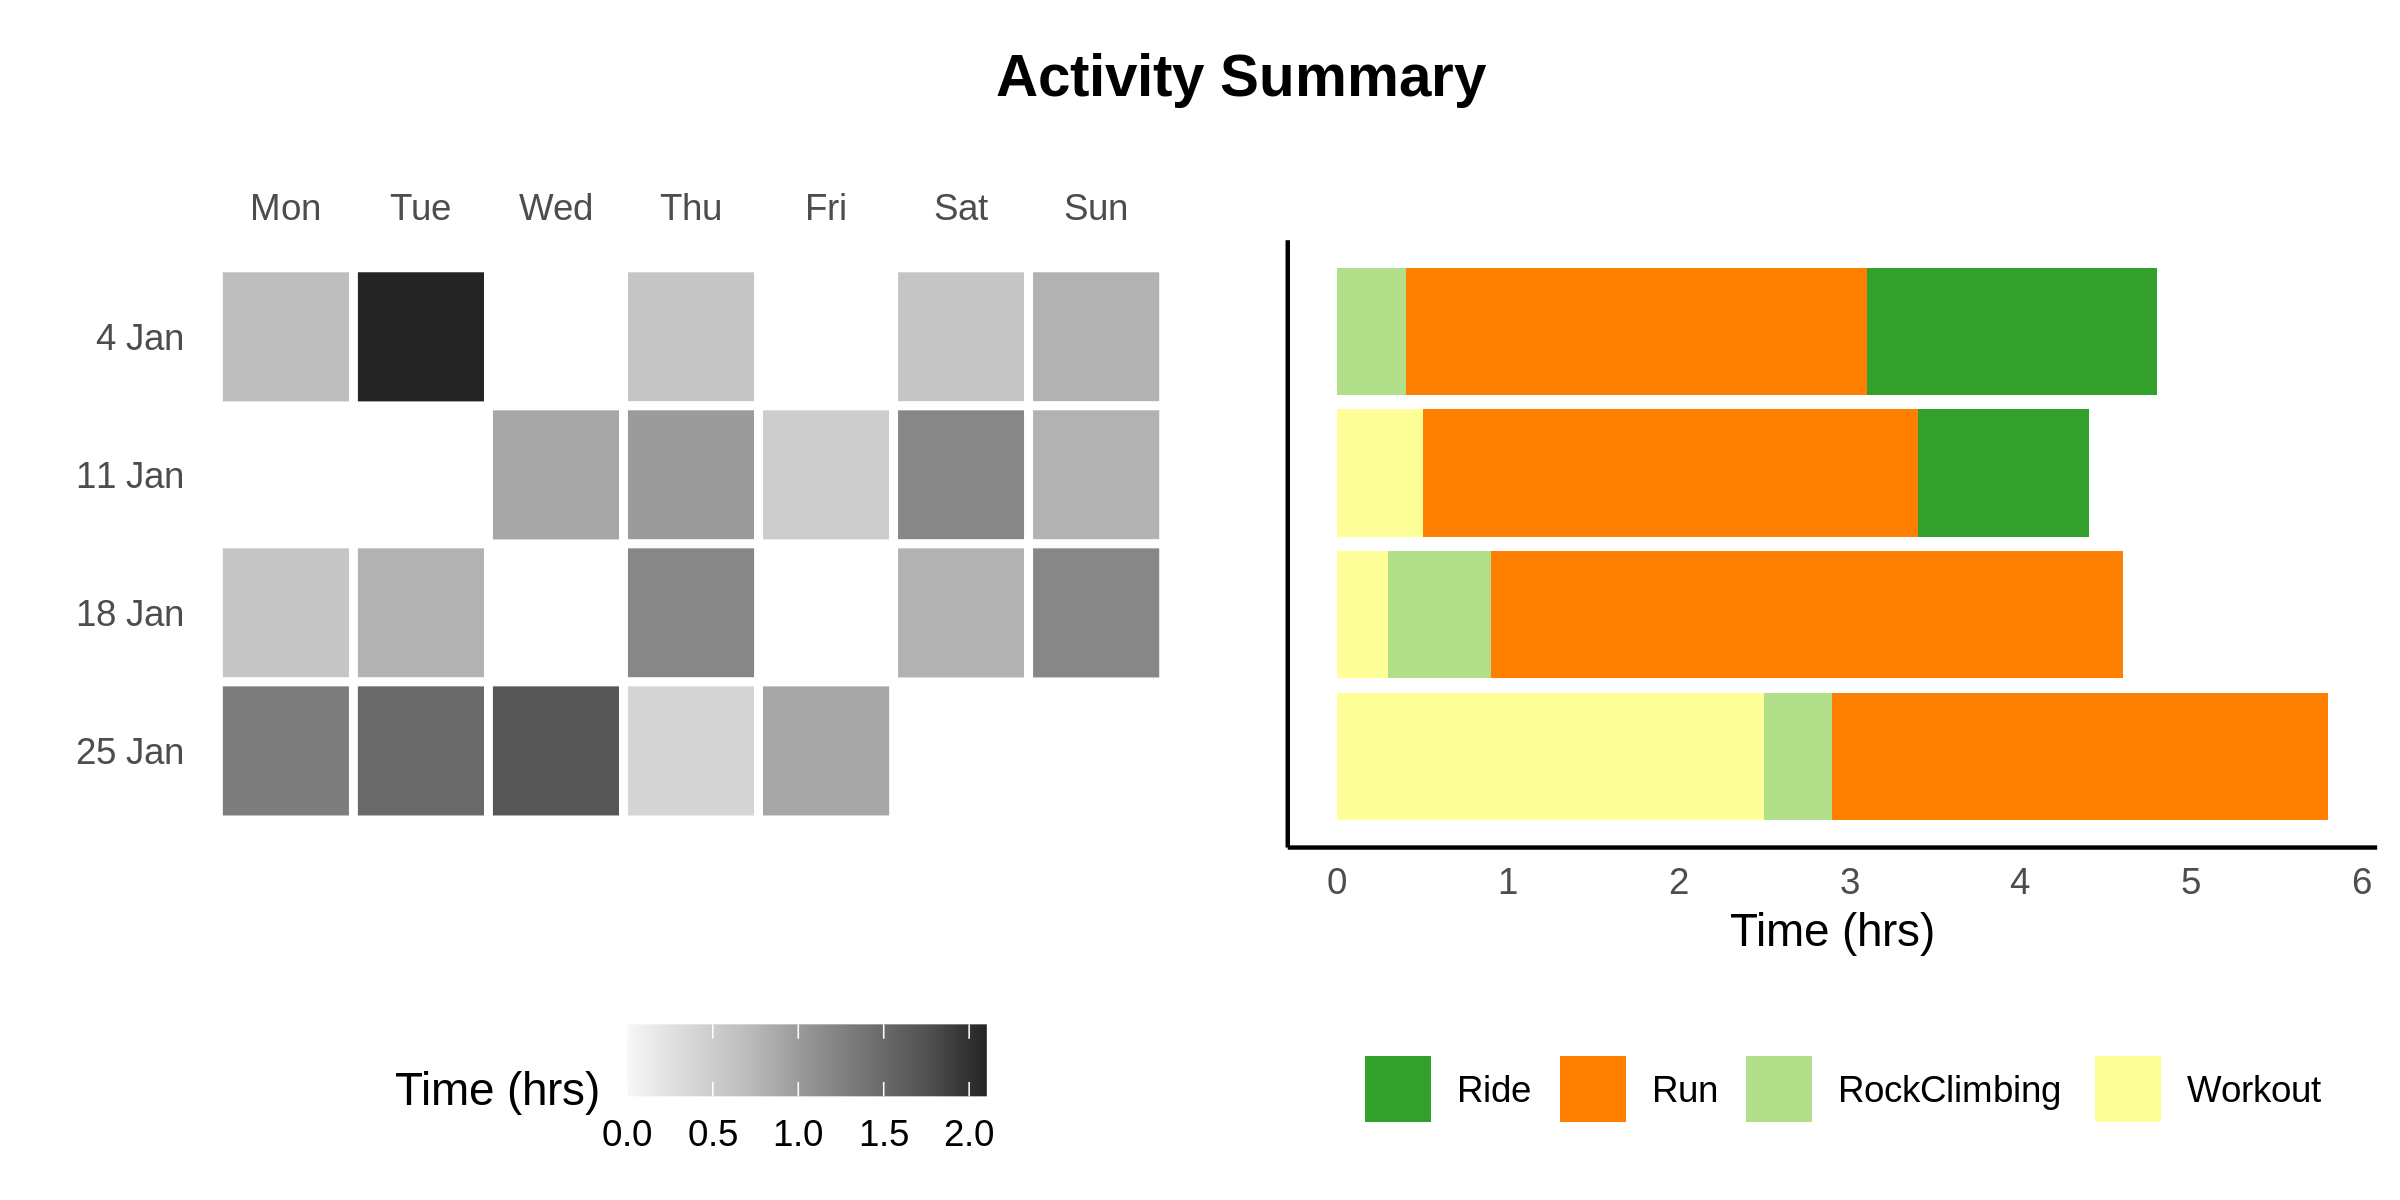 Activity Summary
Mon Tue Wed Thu Fri Sat Sun
4 Jan
11 Jan
18 Jan
25 Jan
0 1 2 3 4 5 6
Time (hrs)
Time (hrs)
0.0 0.5 1.0 1.5 2.0
Ride Run RockClimbing Workout